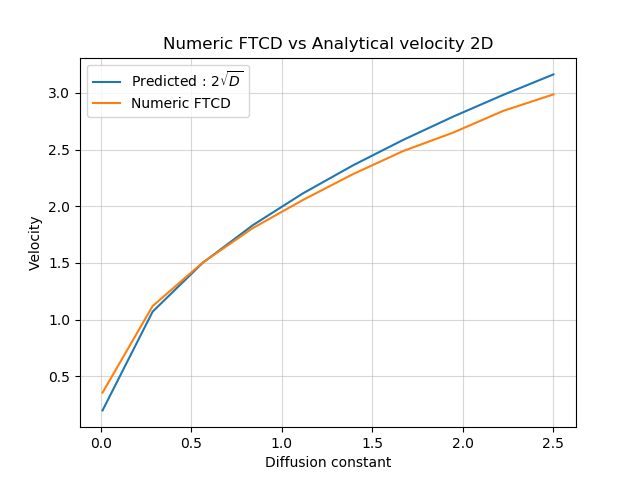 Numeric FTCD vs Analytical velocity 2D
Predicted : $2\sqrt{D}$
Numeric FTCD
3.0
2.5
2.0
1.5
1.0
0.5
Velocity
0.0
0.5
1.0
1.5
2.0
2.5
Diffusion constant